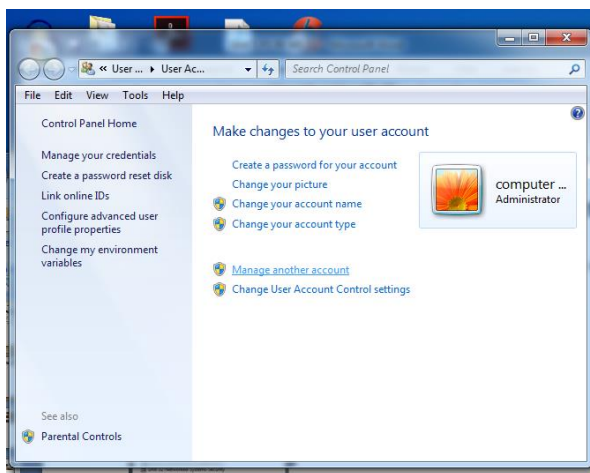 « User ... ▸ User Ac...
Search Control Panel
File Edit View Tools Help
Control Panel Home
Manage your credentials
Create a password reset disk
Link online IDs
Configure advanced user
profile properties
Change my environment
variables
See also
Parental Controls
Make changes to your user account
Create a password for your account
Change your picture
Change your account name
Change your account type
Manage another account
Change User Account Control settings
computer ...
Administrator